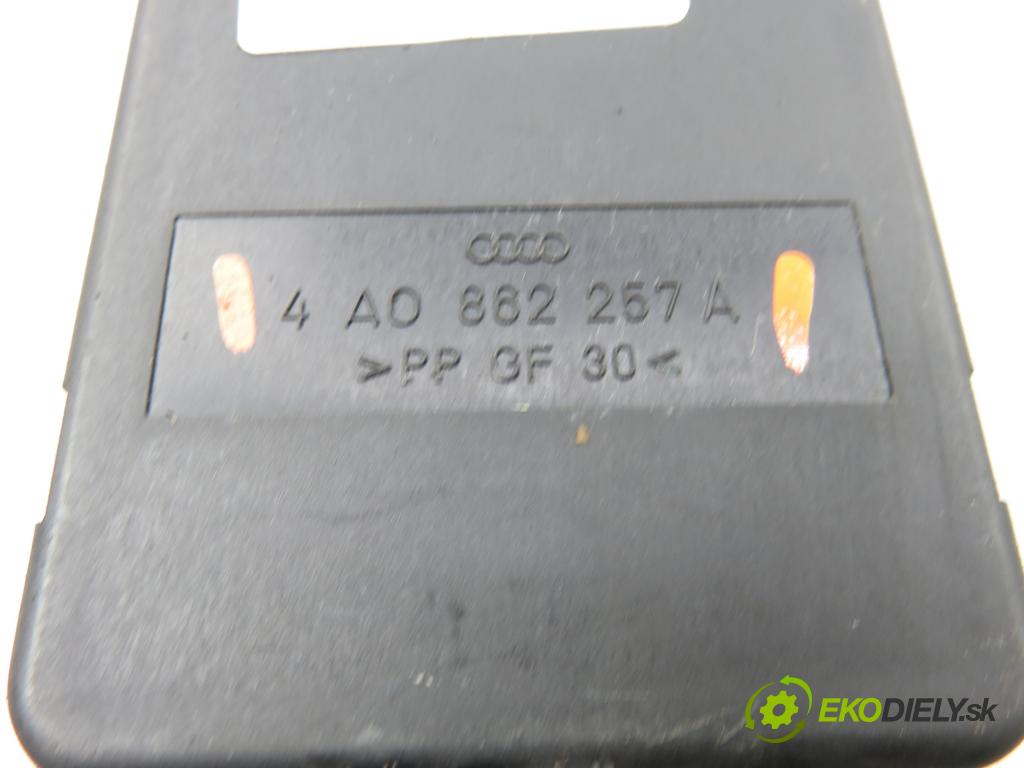 4 A0 862 257 A
>PP GF 30<
EKODIELY.sk